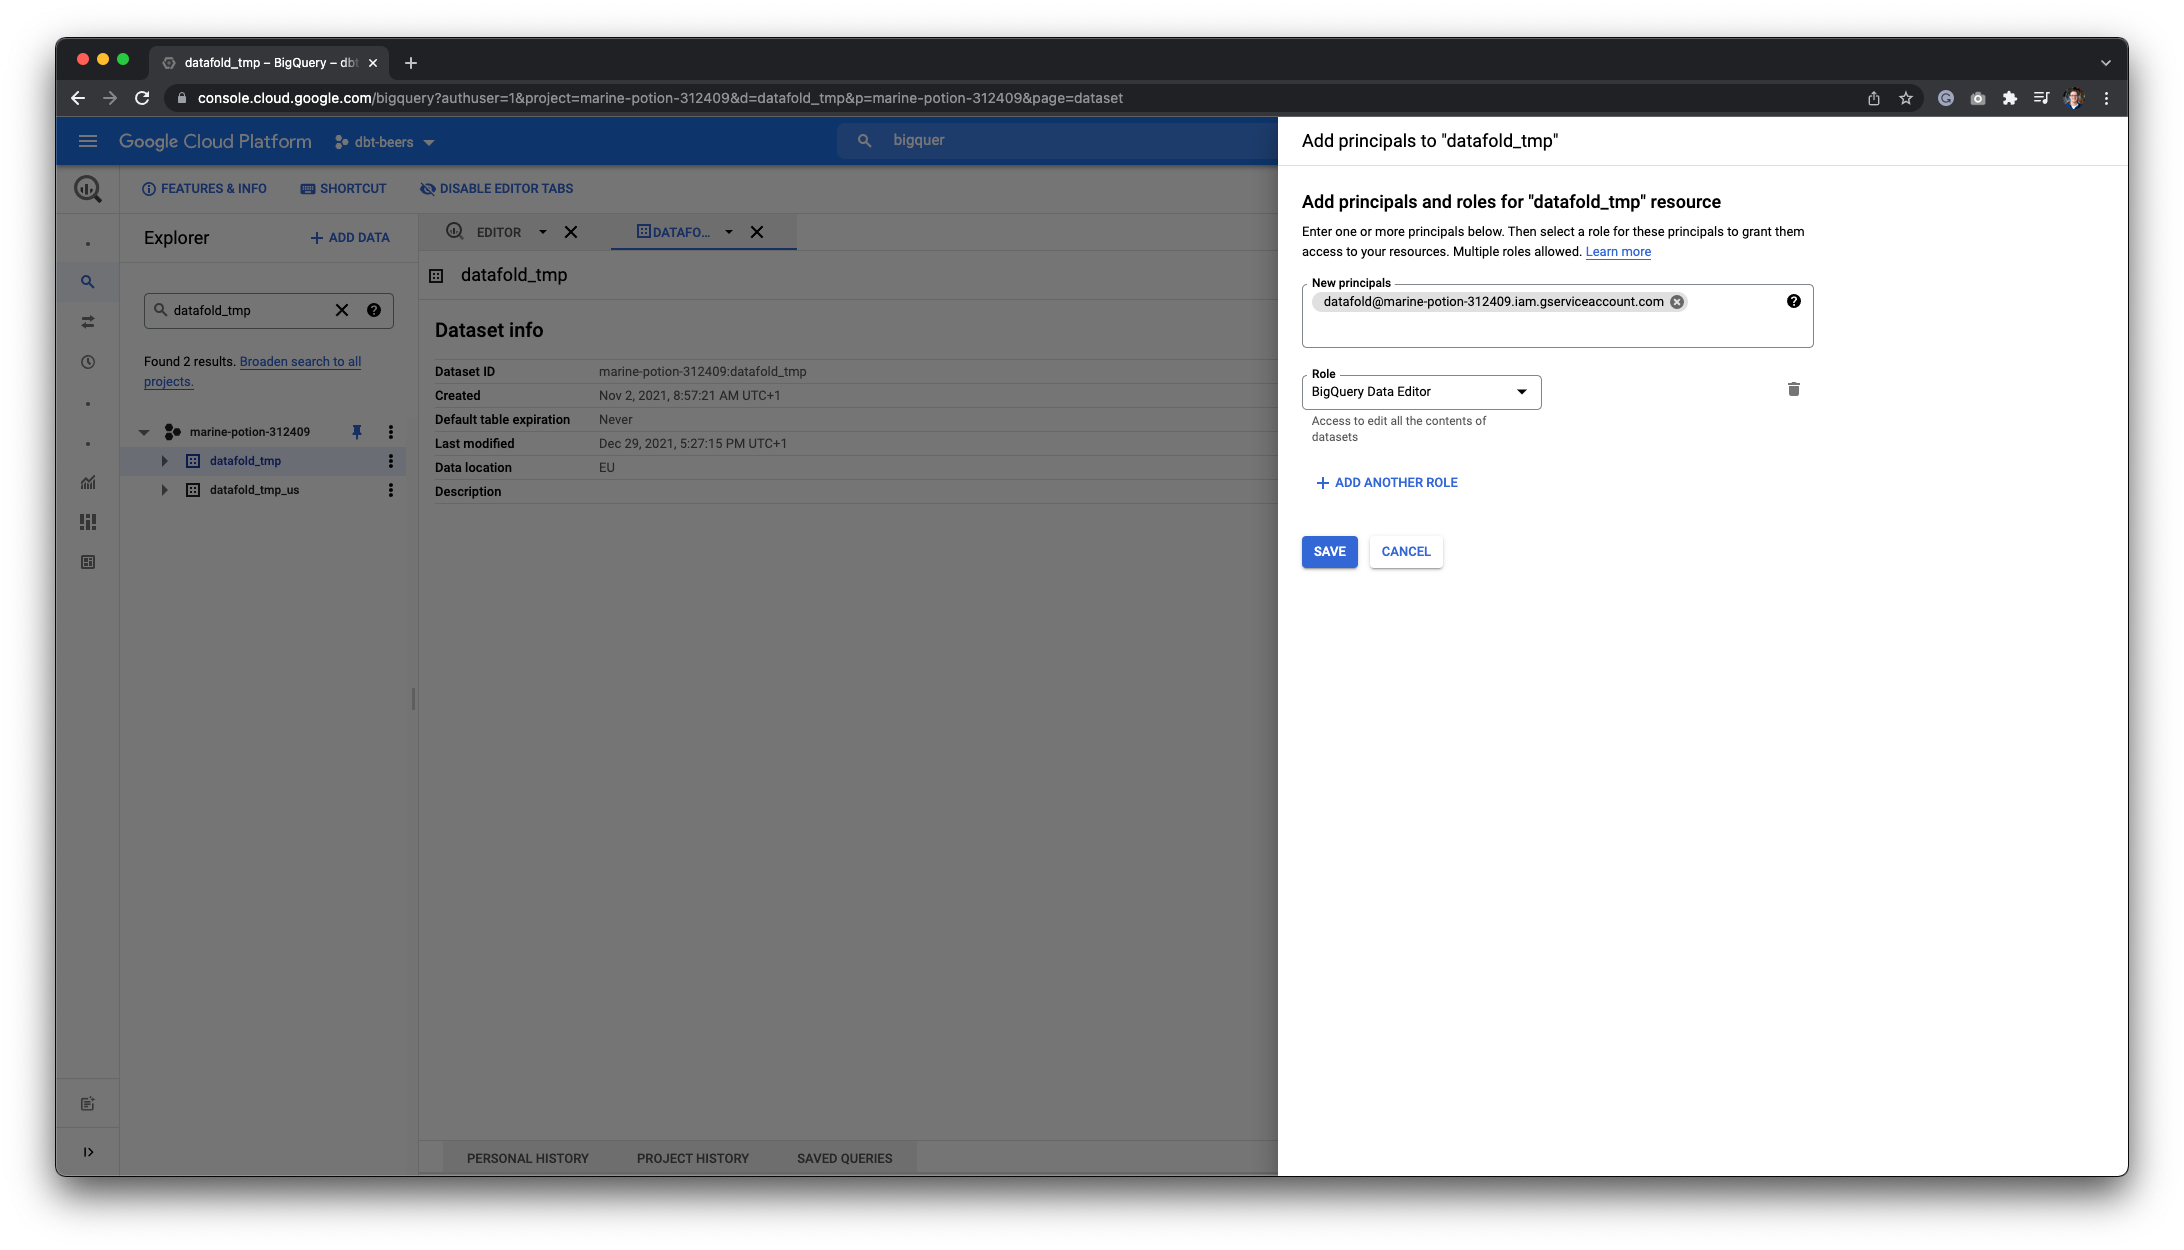 datafold_tmp – BigQuery – dbt
console.cloud.google.com/bigquery?authuser=1&project=marine-potion-312409&d=datafold_tmp&p=marine-potion-312409&page=dataset
Google Cloud Platform
dbt-beers
bigquer
FEATURES & INFO
SHORTCUT
DISABLE EDITOR TABS
Explorer
ADD DATA
datafold_tmp
Found 2 results. Broaden search to all
projects.
marine-potion-312409
datafold_tmp
datafold_tmp_us
EDITOR
DATAFO...
datafold_tmp
Dataset info
Dataset ID marine-potion-312409:datafold_tmp
Created Nov 2, 2021, 8:57:21 AM UTC+1
Default table expiration Never
Last modified Dec 29, 2021, 5:27:15 PM UTC+1
Data location EU
Description
PERSONAL HISTORY
PROJECT HISTORY
SAVED QUERIES
Add principals to "datafold_tmp"
Add principals and roles for "datafold_tmp" resource
Enter one or more principals below. Then select a role for these principals to grant them
access to your resources. Multiple roles allowed. Learn more
New principals
datafold@marine-potion-312409.iam.gserviceaccount.com
Role
BigQuery Data Editor
Access to edit all the contents of
datasets
ADD ANOTHER ROLE
SAVE
CANCEL